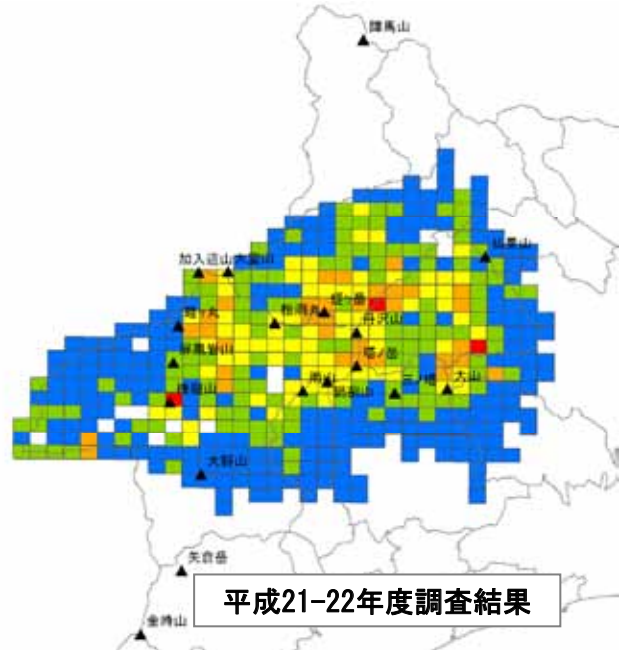 陣馬山
仏果山
加入道山
大室山
蛭ヶ岳
檜洞丸
畦ヶ丸
丹沢山
屏風岩山
塔ノ岳
大山
三ノ塔
雨山
鍋割山
大野山
矢倉岳
平成21-22年度調査結果
金時山